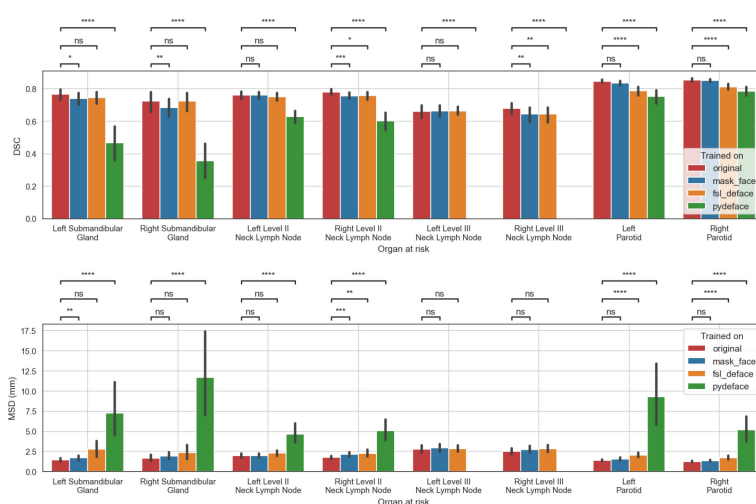 **** **** **** **** **** **** **** ****
ns ns ns * ns ** **** ****
* ** ns *** ns ** ns ns
DSC
0.8
0.6
0.4
0.2
0.0
Trained on
original
mask_face
fsl_deface
pydeface
Left Submandibular
Gland
Right Submandibular
Gland
Left Level II
Neck Lymph Node
Right Level II
Neck Lymph Node
Left Level III
Neck Lymph Node
Right Level III
Neck Lymph Node
Left
Parotid
Right
Parotid
Organ at risk
**** **** **** **** **** ****
ns ns ns ** ns ns **** ****
** ns ns *** ns ns ns ns
MSD (mm)
17.5
15.0
12.5
10.0
7.5
5.0
2.5
0.0
Trained on
original
mask_face
fsl_deface
pydeface
Left Submandibular
Gland
Right Submandibular
Gland
Left Level II
Neck Lymph Node
Right Level II
Neck Lymph Node
Left Level III
Neck Lymph Node
Right Level III
Neck Lymph Node
Left
Parotid
Right
Parotid
Organ at risk